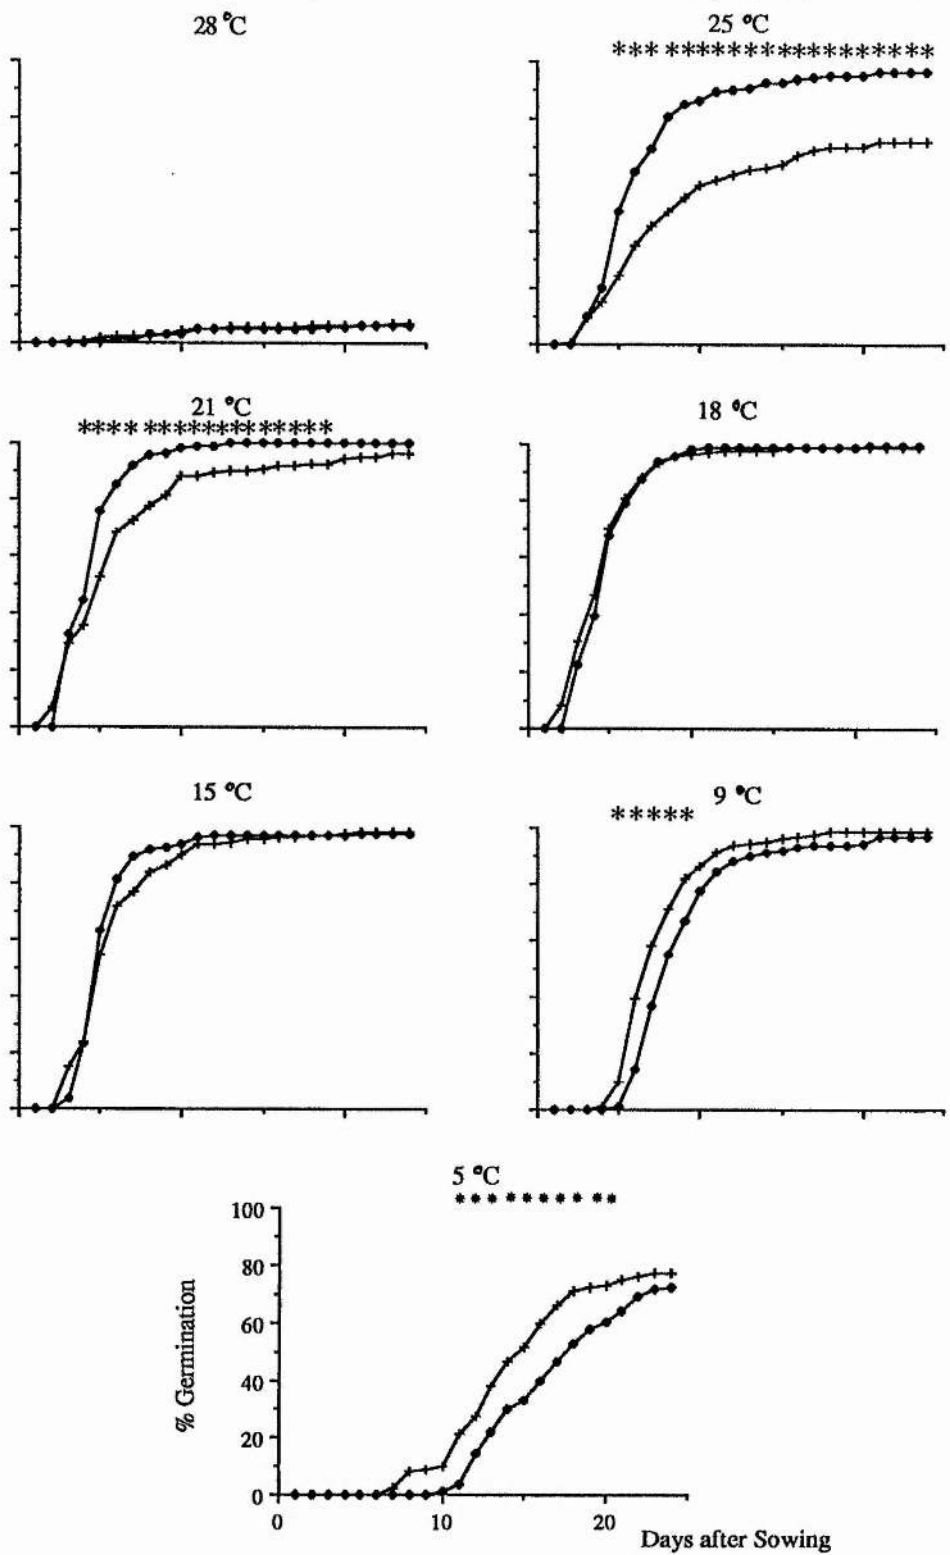 28 °C
25 °C
*** ****************
21 °C
**** ************
18 °C
15 °C
9 °C
*****
5 °C
**********
100
80
60
40
20
0
% Germination
0 10 20
Days after Sowing